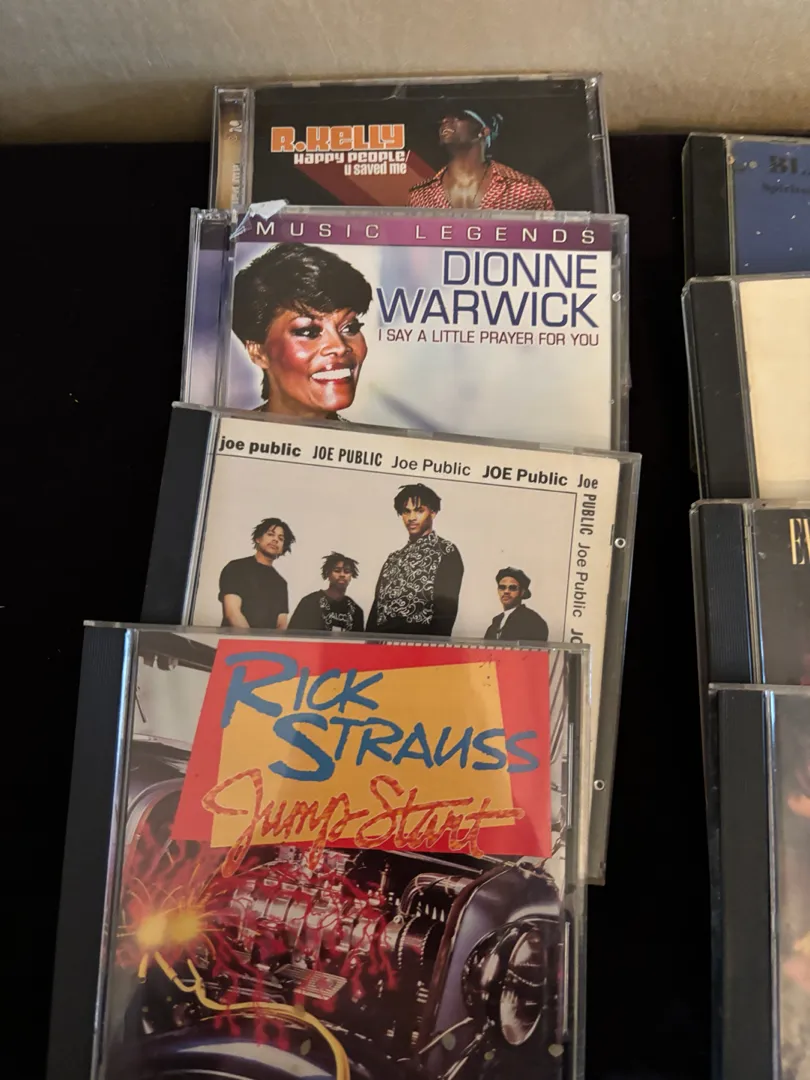 R.KELLY
HAPPY PEOPLE/
U SAVED ME
MUSIC LEGENDS
DIONNE
WARWICK
I SAY A LITTLE PRAYER FOR YOU
joe public JOE PUBLIC Joe Public JOE Public Joe
PUBLIC Joe Public
RICK
STRAUSS
Jump Start